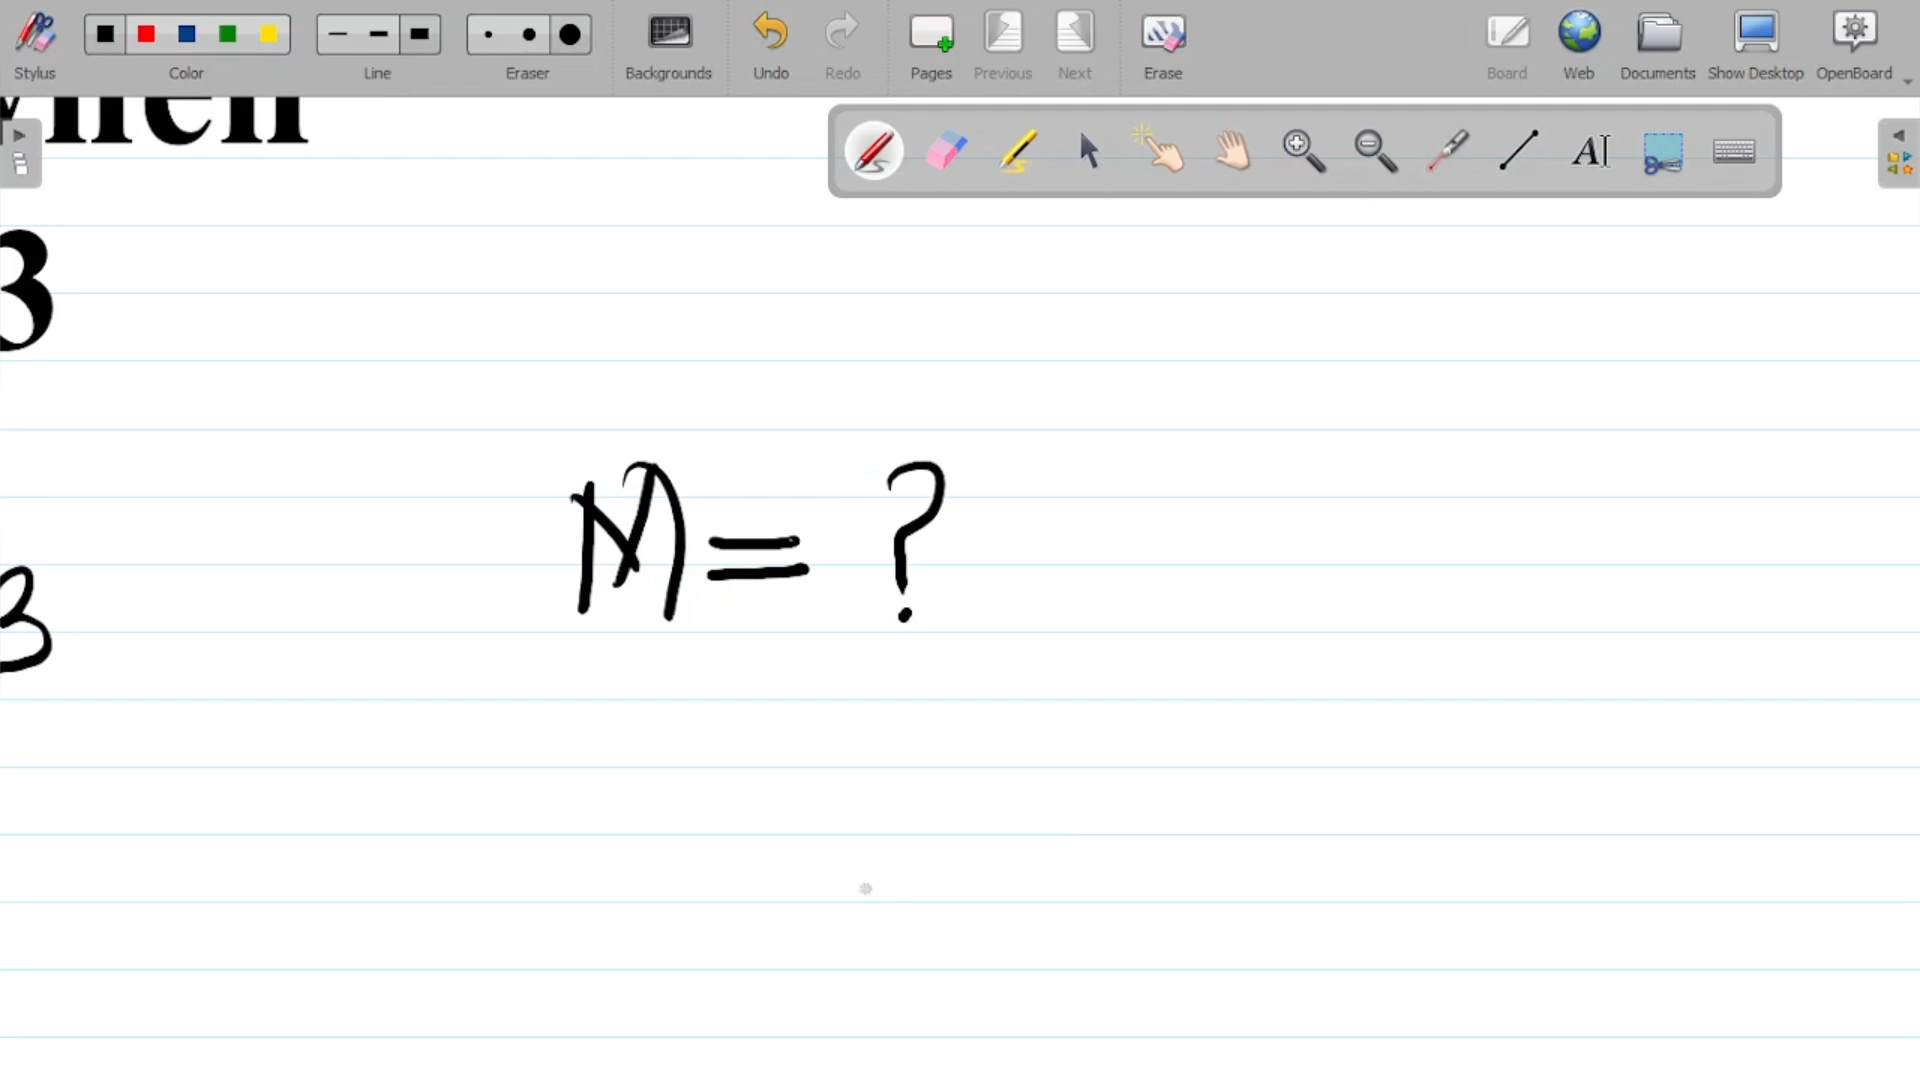 Stylus Color Line Eraser Backgrounds Undo Redo Pages Previous Next Erase Board Web Documents Show Desktop OpenBoard
3
M = ?
3